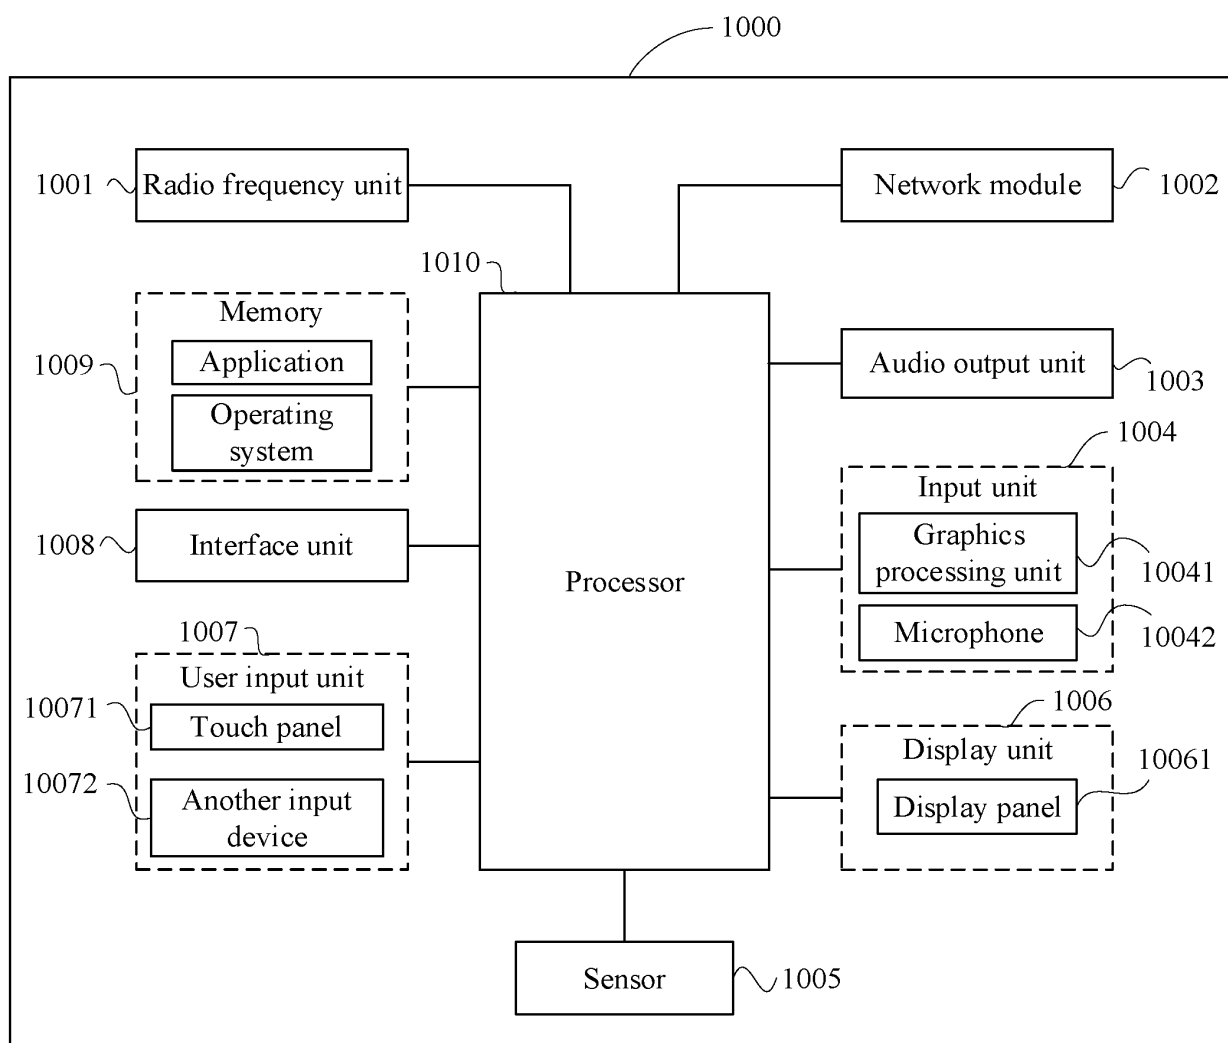 1000
1001
Radio frequency unit
Network module
1002
1010
Memory
1009
Application
Operating
system
Audio output unit
1003
1004
Input unit
Graphics
processing unit
10041
Microphone
10042
1008
Interface unit
Processor
1007
User input unit
10071
Touch panel
10072
Another input
device
1006
Display unit
10061
Display panel
Sensor
1005